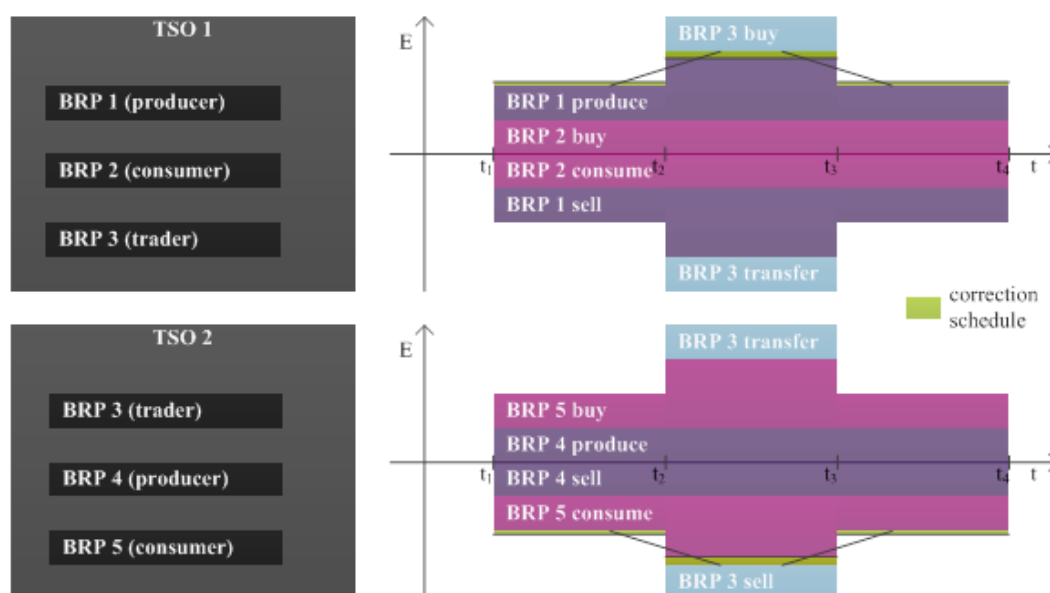 TSO 1
BRP 1 (producer)
BRP 2 (consumer)
BRP 3 (trader)
E
BRP 3 buy
BRP 1 produce
BRP 2 buy
t₁ t₂ t₃ t₄ t
BRP 2 consume
BRP 1 sell
BRP 3 transfer
correction
schedule
TSO 2
BRP 3 (trader)
BRP 4 (producer)
BRP 5 (consumer)
E
BRP 3 transfer
BRP 5 buy
BRP 4 produce
t₁ t₂ t₃ t₄ t
BRP 4 sell
BRP 5 consume
BRP 3 sell